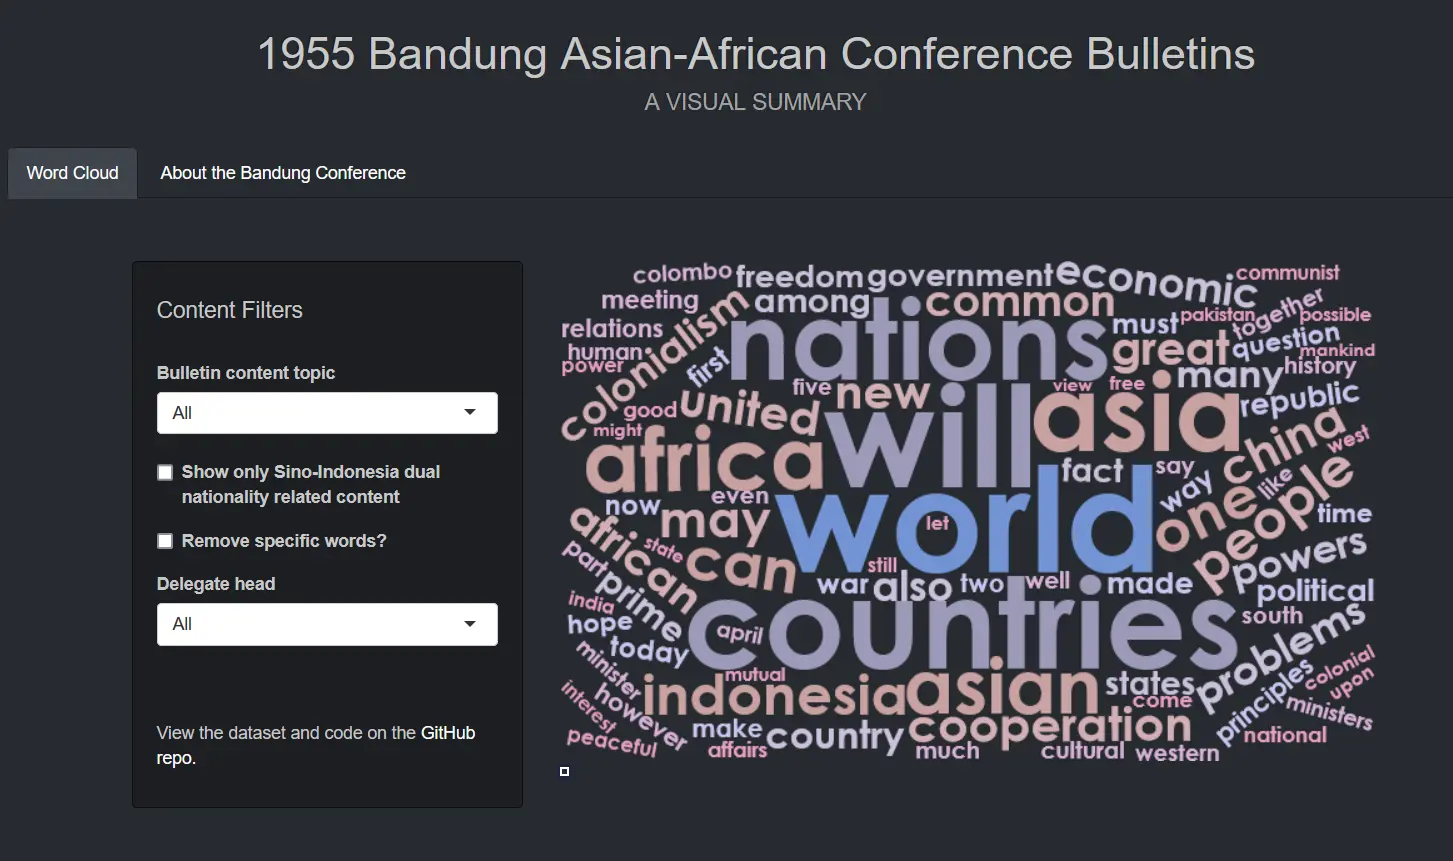 1955 Bandung Asian-African Conference Bulletins
A VISUAL SUMMARY
Word Cloud
About the Bandung Conference
Content Filters
Bulletin content topic
All
Show only Sino-Indonesia dual
nationality related content
Remove specific words?
Delegate head
All
View the dataset and code on the GitHub
repo.
colombo
freedom
government
economic
communist
meeting
among
common
together
relations
colonialism
nations
must
pakistan
possible
human
first
great
question
mankind
power
five
new
view
free
many
history
good
united
will
asia
republic
might
africa
china
west
fact
say
way
like
people
now
even
may
world
let
one
time
african
state
can
still
powers
part
prime
war
also
two
well
made
political
india
hope
april
countries
south
problems
today
minister
mutual
indonesia
asian
states
come
principles
colonial
upon
interest
however
make
country
cooperation
ministers
peaceful
affairs
much
cultural
western
national